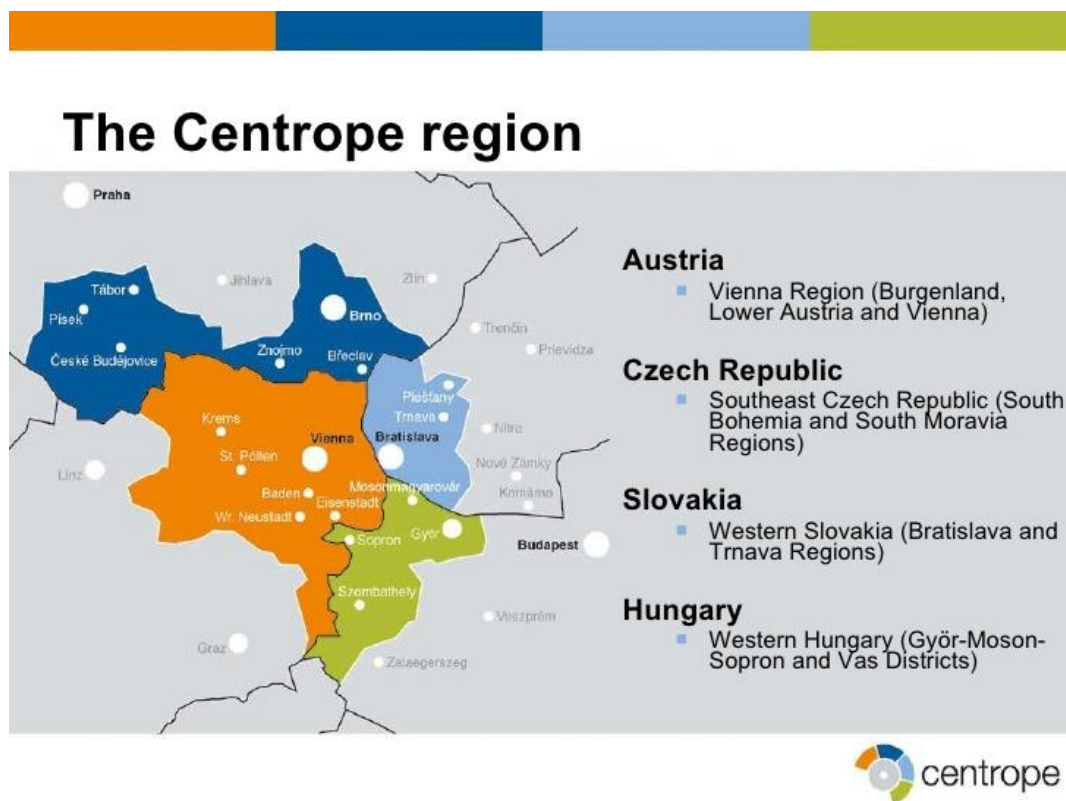 The Centrope region
Praha
Jihlava
Zlín
Tábor
Písek
Brno
Trenčín
Prievidza
České Budějovice
Znojmo
Břeclav
Piešťany
Trnava
Krems
Nitra
Vienna
Bratislava
St. Pölten
Linz
Nové Zámky
Baden
Mosonmagyarovár
Eisenstadt
Komárno
Wr. Neustadt
Győr
Sopron
Budapest
Szombathely
Veszprém
Graz
Zalaegerszeg
Austria
Vienna Region (Burgenland,
Lower Austria and Vienna)
Czech Republic
Southeast Czech Republic (South
Bohemia and South Moravia
Regions)
Slovakia
Western Slovakia (Bratislava and
Trnava Regions)
Hungary
Western Hungary (Györ-Moson-
Sopron and Vas Districts)
centrope